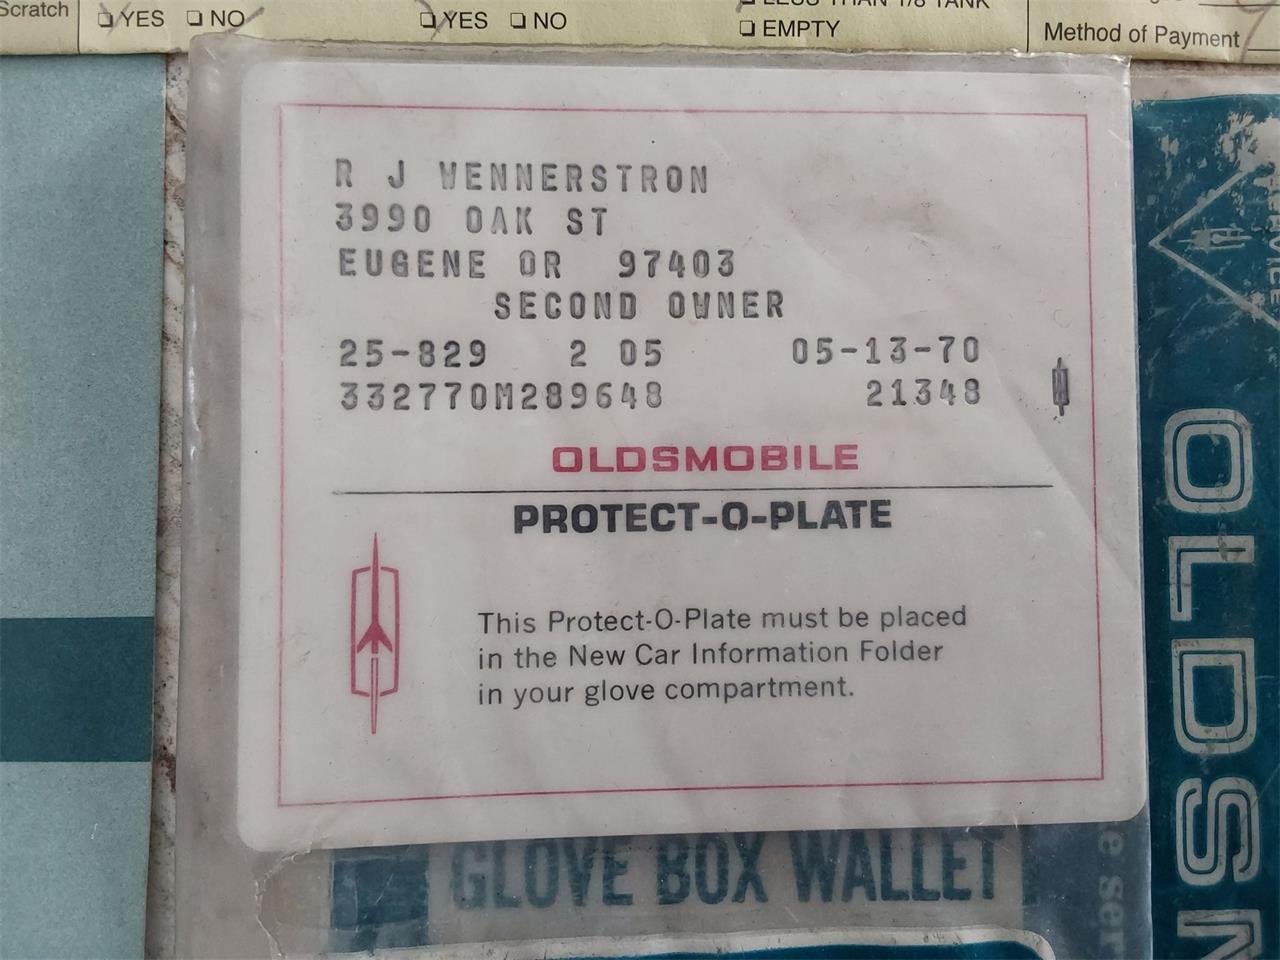 Scratch
YES NO
YES NO
EMPTY
Method of Payment
R J WENNERSTRON
3990 OAK ST
EUGENE OR 97403
SECOND OWNER
25-829 2 05 05-13-70
332770M289648 21348
OLDSMOBILE
PROTECT-O-PLATE
This Protect-O-Plate must be placed
in the New Car Information Folder
in your glove compartment.
GLOVE BOX WALLET
SERVICE
OLDSM